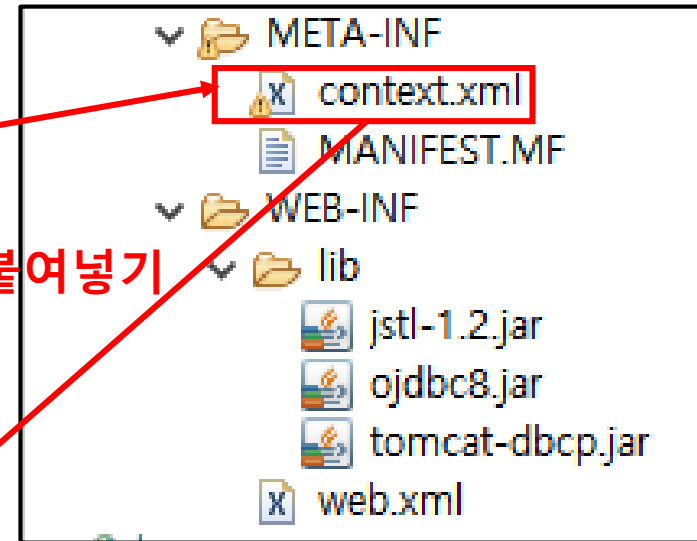 META-INF
context.xml
MANIFEST.MF
WEB-INF
붙여넣기
lib
jstl-1.2.jar
ojdbc8.jar
tomcat-dbcp.jar
web.xml